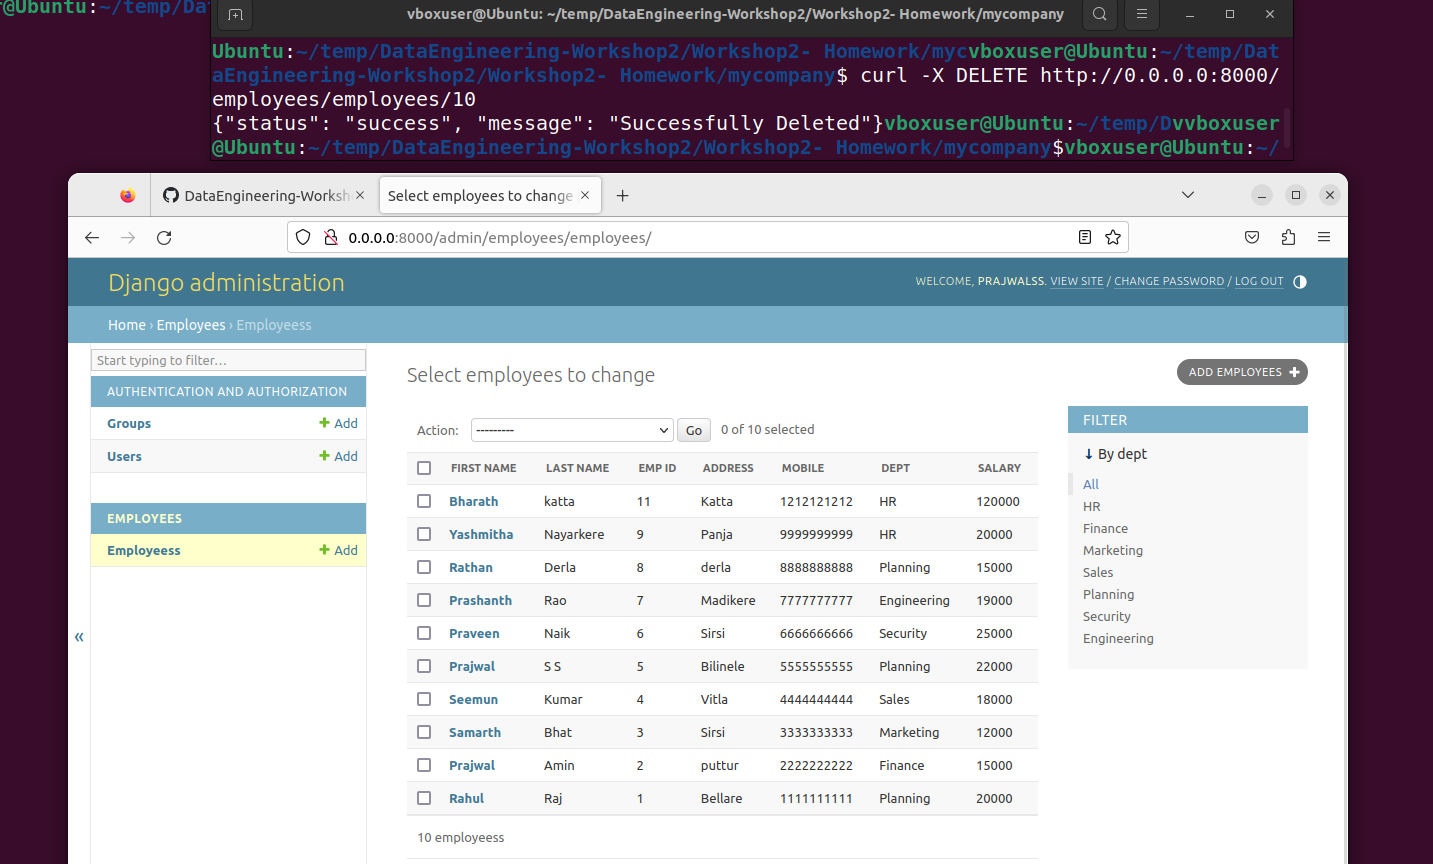 @Ubuntu:~/temp/Dat
vboxuser@Ubuntu: ~/temp/DataEngineering-Workshop2/Workshop2- Homework/mycompany
Ubuntu:~/temp/DataEngineering-Workshop2/Workshop2- Homework/mycvboxuser@Ubuntu:~/temp/Dat
aEngineering-Workshop2/Workshop2- Homework/mycompany$ curl -X DELETE http://0.0.0.0:8000/
employees/employees/10
{"status": "success", "message": "Successfully Deleted"}vboxuser@Ubuntu:~/temp/Dvvboxuser
@Ubuntu:~/temp/DataEngineering-Workshop2/Workshop2- Homework/mycompany$vboxuser@Ubuntu:~/
DataEngineering-Worksh
Select employees to change
0.0.0.0:8000/admin/employees/employees/
Django administration
WELCOME, PRAJWALSS. VIEW SITE / CHANGE PASSWORD / LOG OUT
Home › Employees › Employeess
Start typing to filter…
AUTHENTICATION AND AUTHORIZATION
Groups + Add
Users + Add
EMPLOYEES
Employeess + Add
«
Select employees to change
ADD EMPLOYEES +
Action: --------- Go 0 of 10 selected
FIRST NAME LAST NAME EMP ID ADDRESS MOBILE DEPT SALARY
Bharath katta 11 Katta 1212121212 HR 120000
Yashmitha Nayarkere 9 Panja 9999999999 HR 20000
Rathan Derla 8 derla 8888888888 Planning 15000
Prashanth Rao 7 Madikere 7777777777 Engineering 19000
Praveen Naik 6 Sirsi 6666666666 Security 25000
Prajwal S S 5 Bilinele 5555555555 Planning 22000
Seemun Kumar 4 Vitla 4444444444 Sales 18000
Samarth Bhat 3 Sirsi 3333333333 Marketing 12000
Prajwal Amin 2 puttur 2222222222 Finance 15000
Rahul Raj 1 Bellare 1111111111 Planning 20000
10 employeess
FILTER
↓ By dept
All
HR
Finance
Marketing
Sales
Planning
Security
Engineering